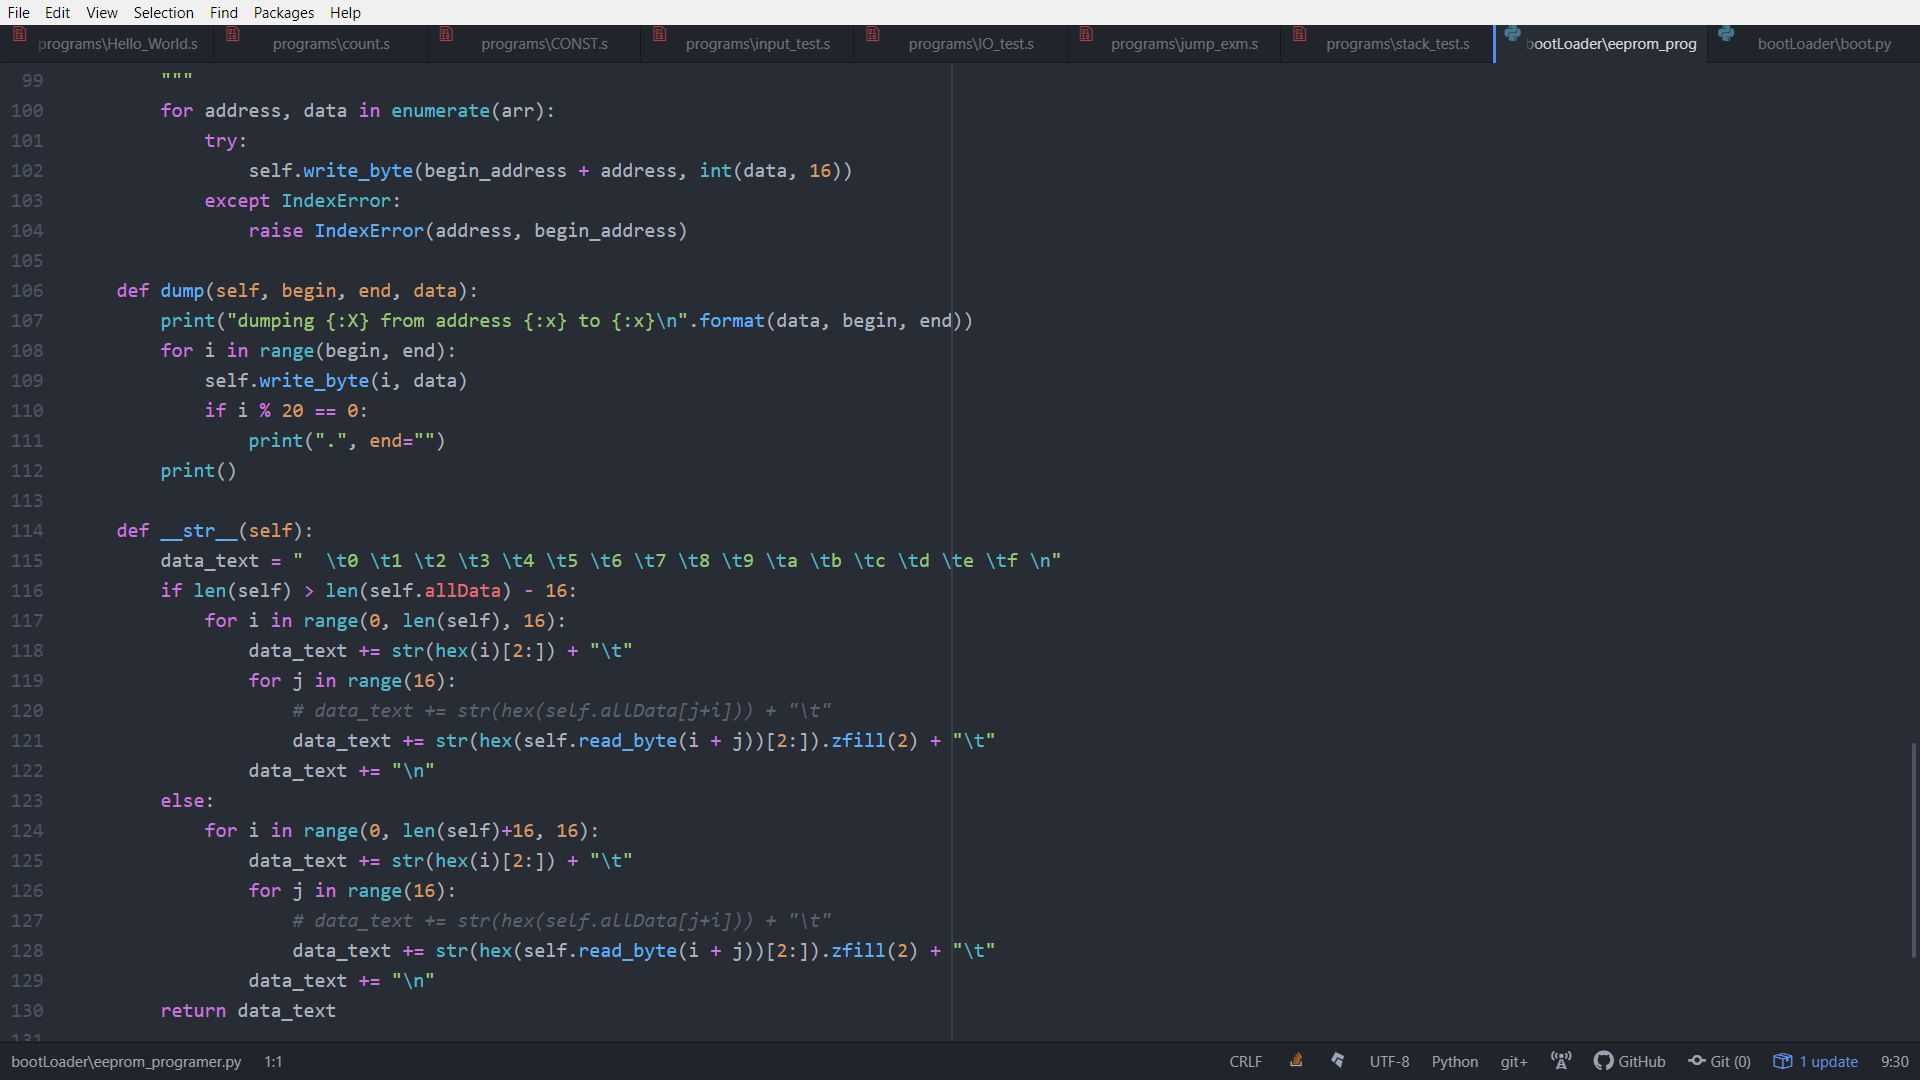 File Edit View Selection Find Packages Help
programs\Hello_World.s programs\count.s programs\CONST.s programs\input_test.s programs\IO_test.s programs\jump_exm.s programs\stack_test.s bootLoader\eeprom_prog bootLoader\boot.py
99         """
100         for address, data in enumerate(arr):
101             try:
102                 self.write_byte(begin_address + address, int(data, 16))
103             except IndexError:
104                 raise IndexError(address, begin_address)
105
106     def dump(self, begin, end, data):
107         print("dumping {:X} from address {:x} to {:x}\n".format(data, begin, end))
108         for i in range(begin, end):
109             self.write_byte(i, data)
110             if i % 20 == 0:
111                 print(".", end="")
112         print()
113
114     def __str__(self):
115         data_text = "  \t0 \t1 \t2 \t3 \t4 \t5 \t6 \t7 \t8 \t9 \ta \tb \tc \td \te \tf \n"
116         if len(self) > len(self.allData) - 16:
117             for i in range(0, len(self), 16):
118                 data_text += str(hex(i)[2:]) + "\t"
119                 for j in range(16):
120                     # data_text += str(hex(self.allData[j+i])) + "\t"
121                     data_text += str(hex(self.read_byte(i + j))[2:]).zfill(2) + "\t"
122                 data_text += "\n"
123         else:
124             for i in range(0, len(self)+16, 16):
125                 data_text += str(hex(i)[2:]) + "\t"
126                 for j in range(16):
127                     # data_text += str(hex(self.allData[j+i])) + "\t"
128                     data_text += str(hex(self.read_byte(i + j))[2:]).zfill(2) + "\t"
129                 data_text += "\n"
130         return data_text
131
bootLoader\eeprom_programer.py 1:1 CRLF UTF-8 Python git+ GitHub Git (0) 1 update 9:30